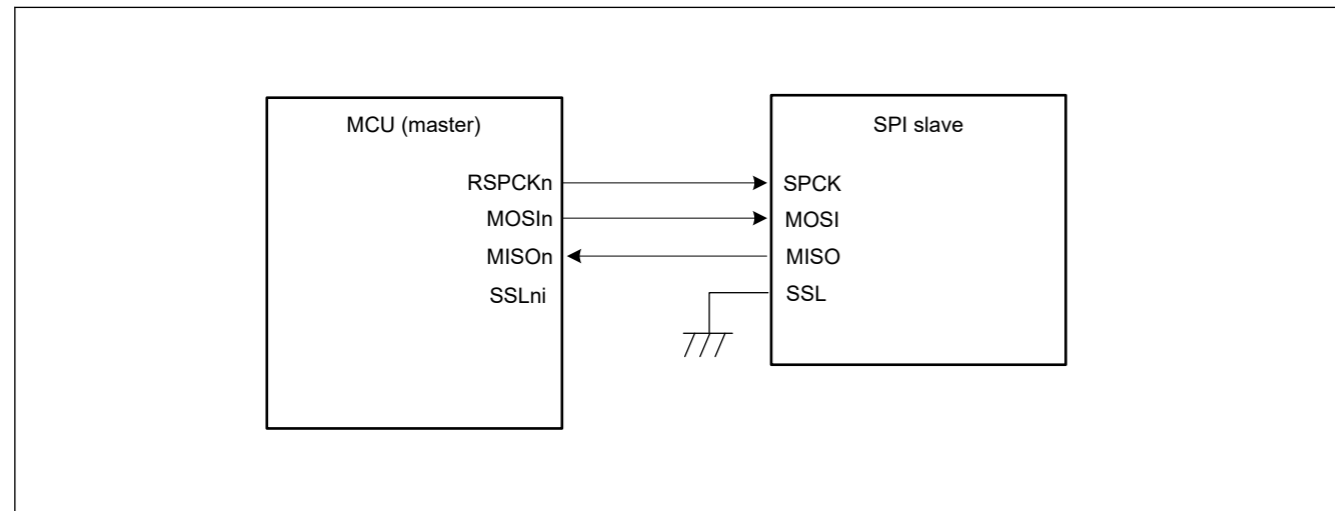 MCU (master)
SPI slave
RSPCKn
SPCK
MOSIn
MOSI
MISOn
MISO
SSLni
SSL